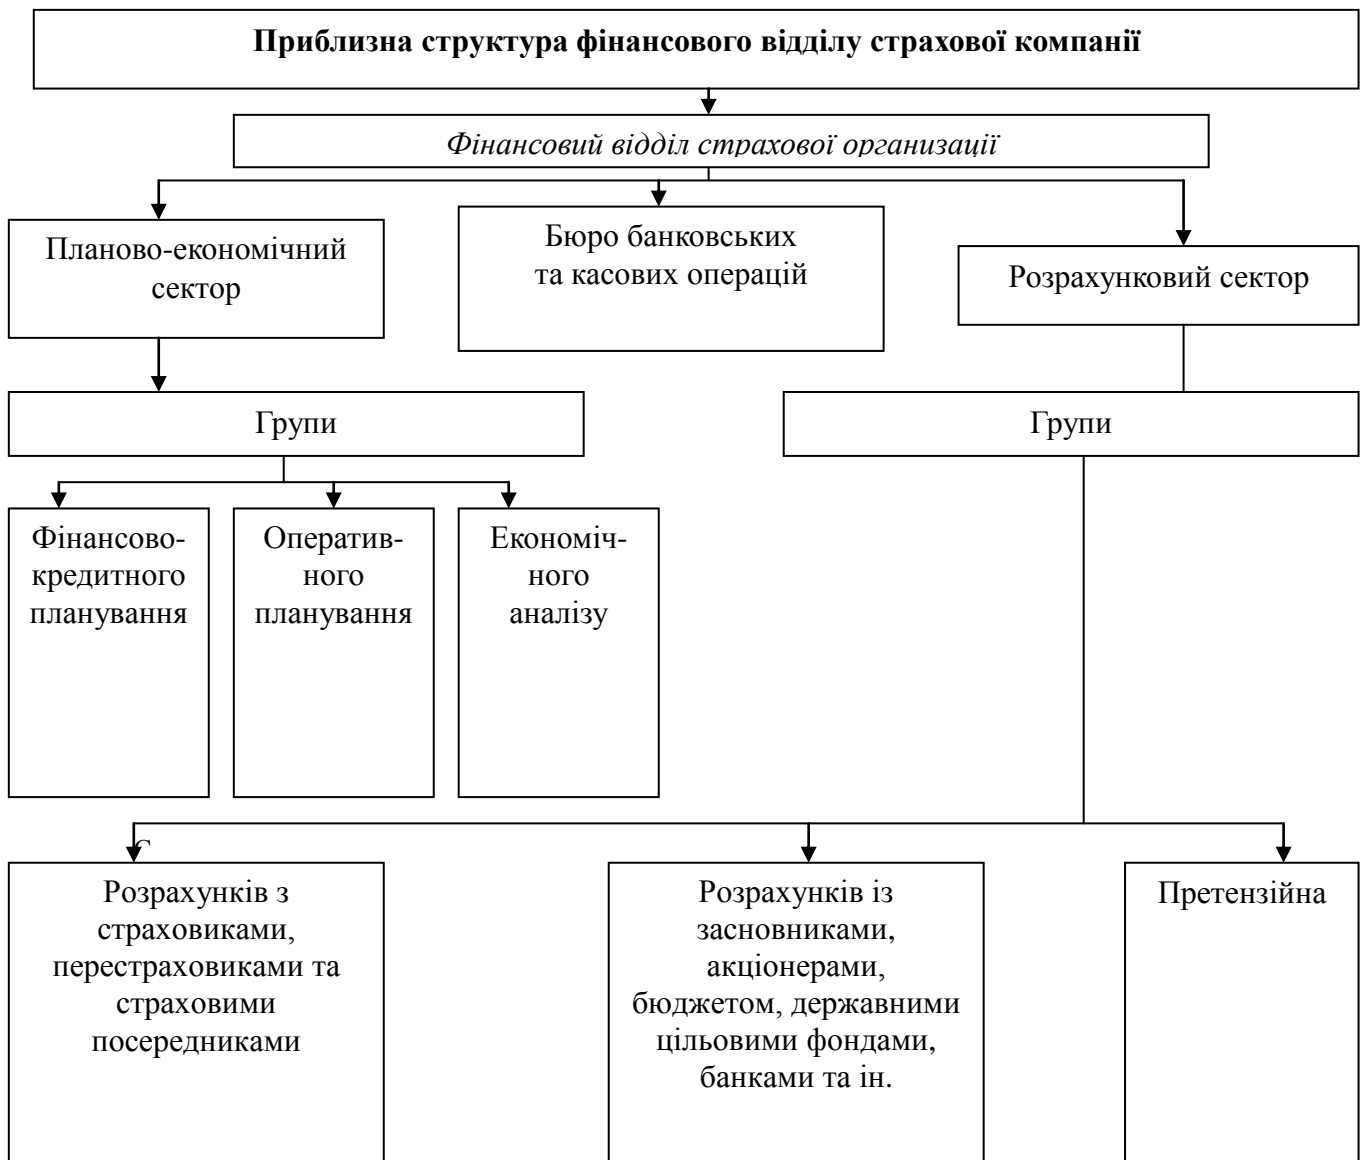 Приблизна структура фінансового відділу страхової компанії
Фінансовий відділ страхової организації
Планово-економічний
сектор
Бюро банковських
та касових операцій
Розрахунковий сектор
Групи
Групи
Фінансово-
кредитного
планування
Оператив-
ного
планування
Економіч-
ного
аналізу
Розрахунків з
страховиками,
перестраховиками та
страховими
посередниками
Розрахунків із
засновниками,
акціонерами,
бюджетом, державними
цільовими фондами,
банками та ін.
Претензійна